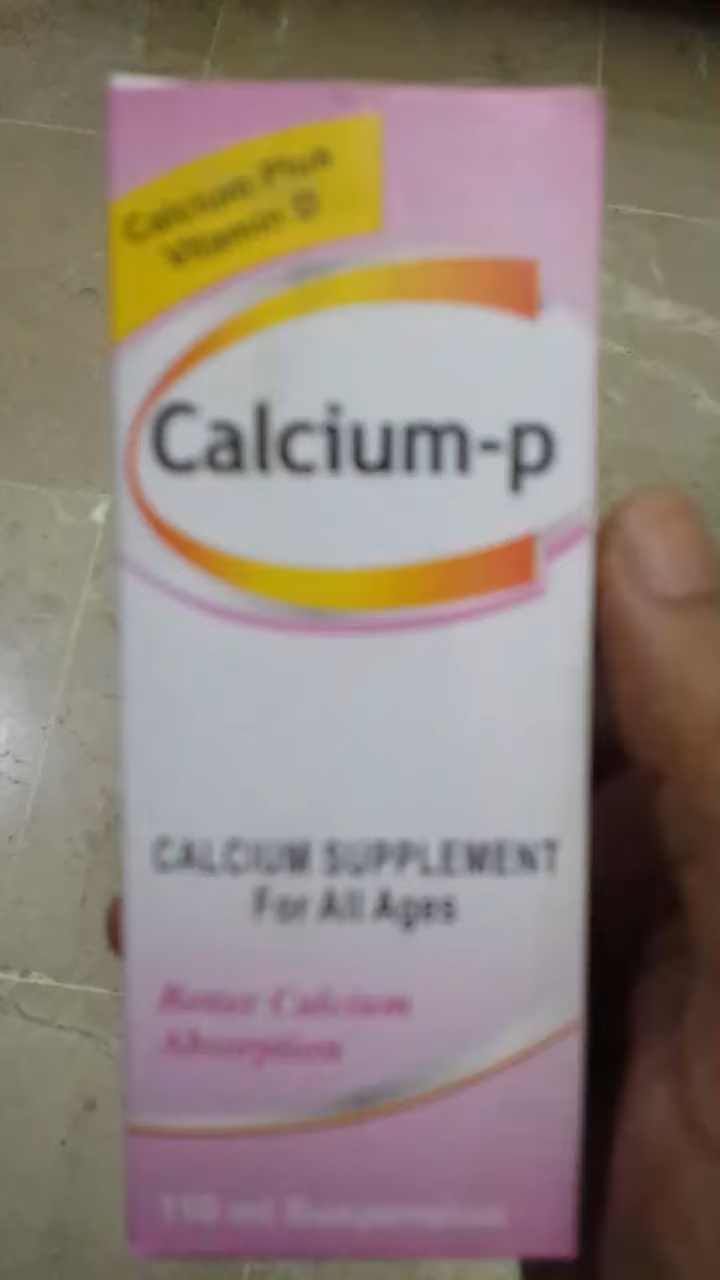 Calcium Plus
Vitamin D
Calcium-p
CALCIUM SUPPLEMENT
For All Ages
Better Calcium
Absorption
110 ml Suspension